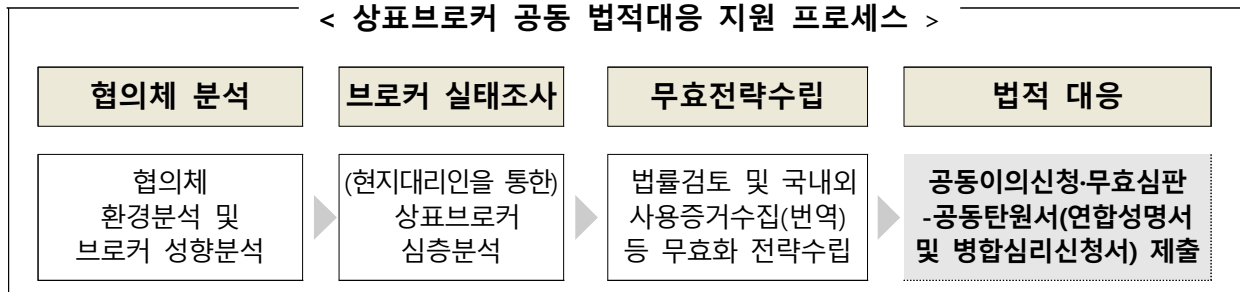 < 상표브로커 공동 법적대응 지원 프로세스 >
협의체 분석
브로커 실태조사
무효전략수립
법적 대응
협의체
환경분석 및
브로커 성향분석
(현지대리인을 통한)
상표브로커
심층분석
법률검토 및 국내외
사용증거수집(번역)
등 무효화 전략수립
공동이의신청·무효심판
-공동탄원서(연합성명서
및 병합심리신청서) 제출